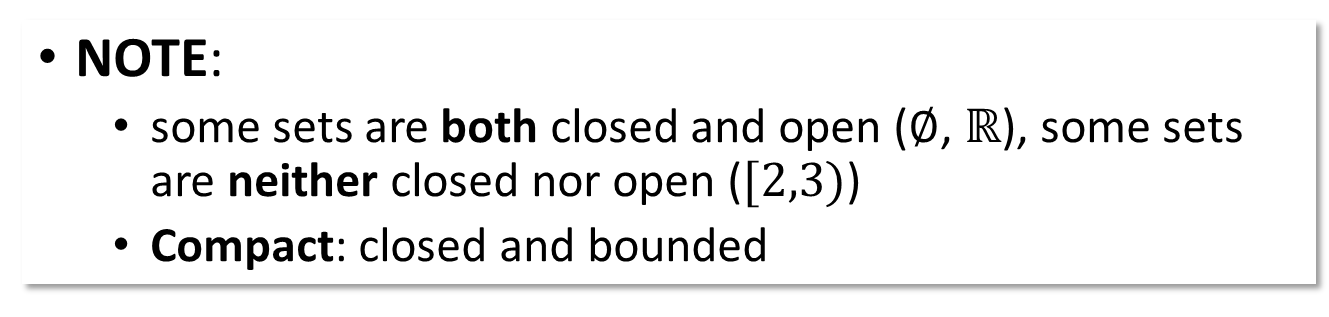 • NOTE:
• some sets are both closed and open (∅, ℝ), some sets
are neither closed nor open ([2,3))
• Compact: closed and bounded